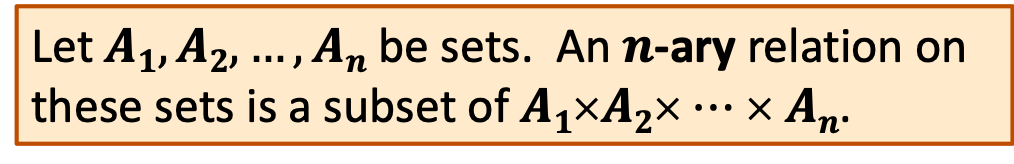 Let A₁, A₂, … , Aₙ be sets. An n-ary relation on
these sets is a subset of A₁×A₂× ⋯ × Aₙ.